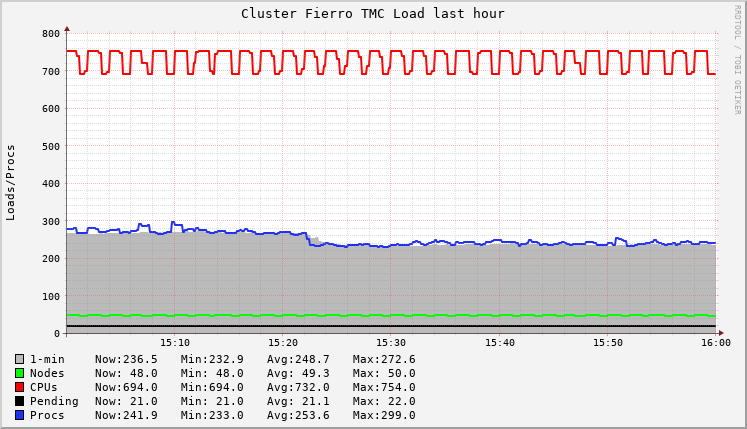 Cluster Fierro TMC Load last hour
RRDTOOL / TOBI OETIKER
Loads/Procs
800
700
600
500
400
300
200
100
0
15:10 15:20 15:30 15:40 15:50 16:00
1-min Now:236.5 Min:232.9 Avg:248.7 Max:272.6
Nodes Now: 48.0 Min: 48.0 Avg: 49.3 Max: 50.0
CPUs Now:694.0 Min:694.0 Avg:732.0 Max:754.0
Pending Now: 21.0 Min: 21.0 Avg: 21.1 Max: 22.0
Procs Now:241.9 Min:233.0 Avg:253.6 Max:299.0